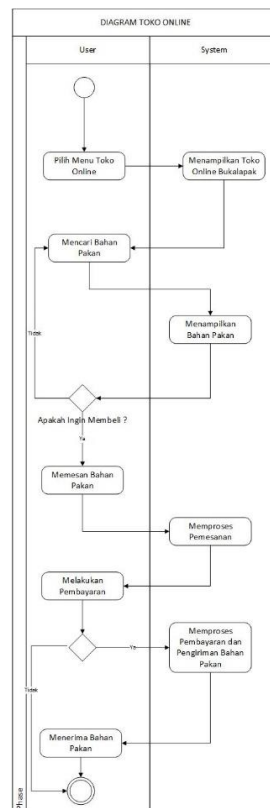 DIAGRAM TOKO ONLINE
User
System
Pilih Menu Toko
Online
Menampilkan Toko
Online Bukalapak
Mencari Bahan
Pakan
Menampilkan
Bahan Pakan
Tidak
Apakah Ingin Membeli ?
Ya
Memesan Bahan
Pakan
Memproses
Pemesanan
Melakukan
Pembayaran
Memproses
Pembayaran dan
Pengiriman Bahan
Pakan
Ya
Tidak
Menerima Bahan
Pakan
Phase